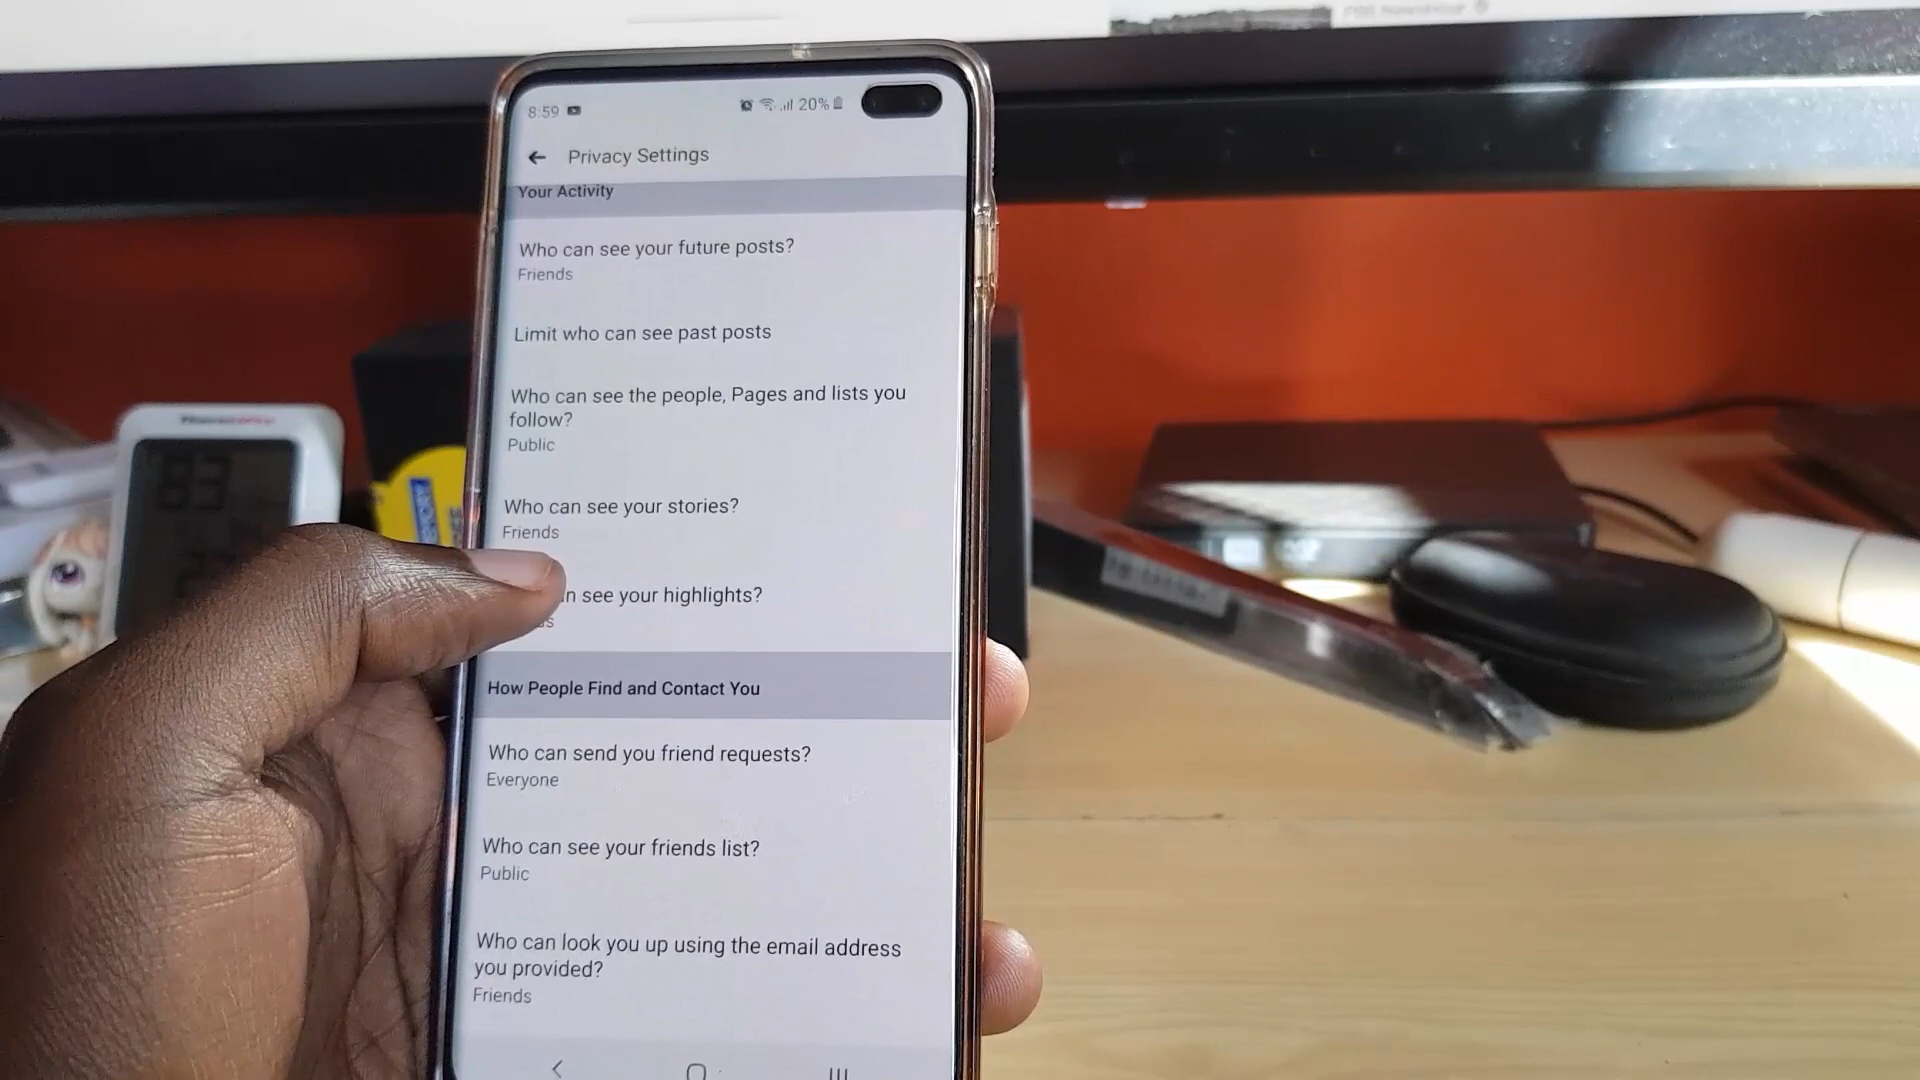 8:59
20%
Privacy Settings
Your Activity
Who can see your future posts?
Friends
Limit who can see past posts
Who can see the people, Pages and lists you
follow?
Public
Who can see your stories?
Friends
see your highlights?
How People Find and Contact You
Who can send you friend requests?
Everyone
Who can see your friends list?
Public
Who can look you up using the email address
you provided?
Friends
83